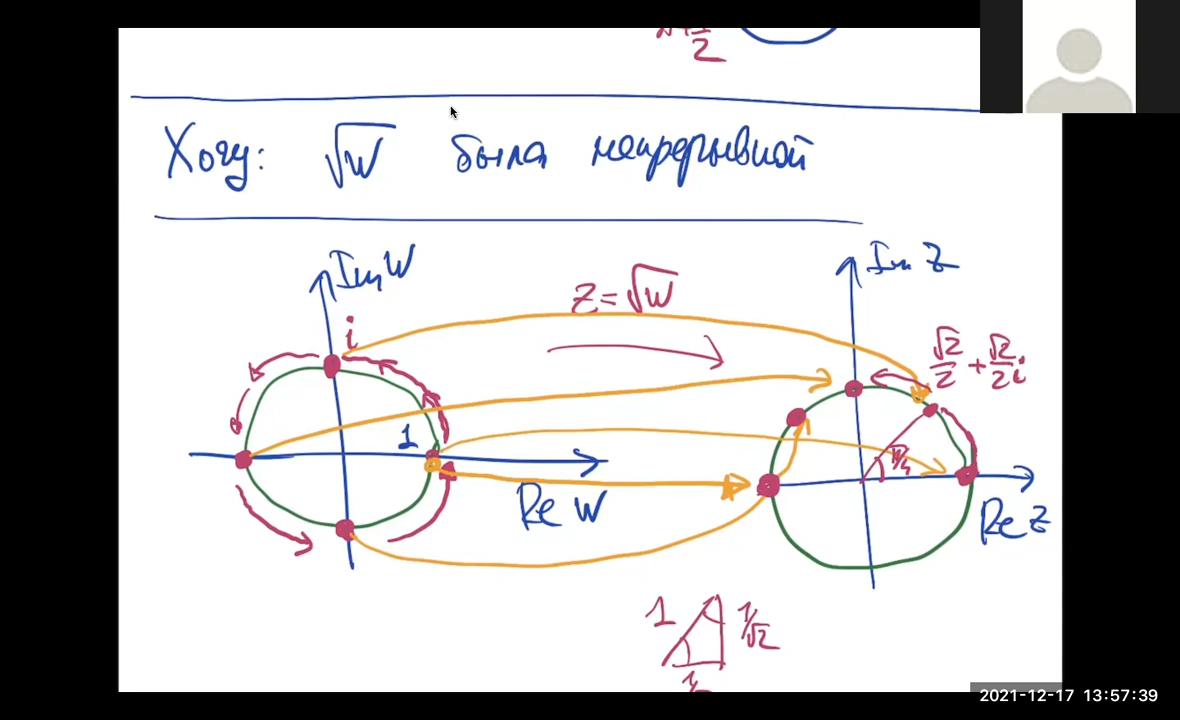 2
Хочу: √w была непрерывной
Im w
Im z
z = √w
i
√2/2 + √2/2 i
1
π/4
Re w
Re z
1
1/√2
2021-12-17 13:57:39